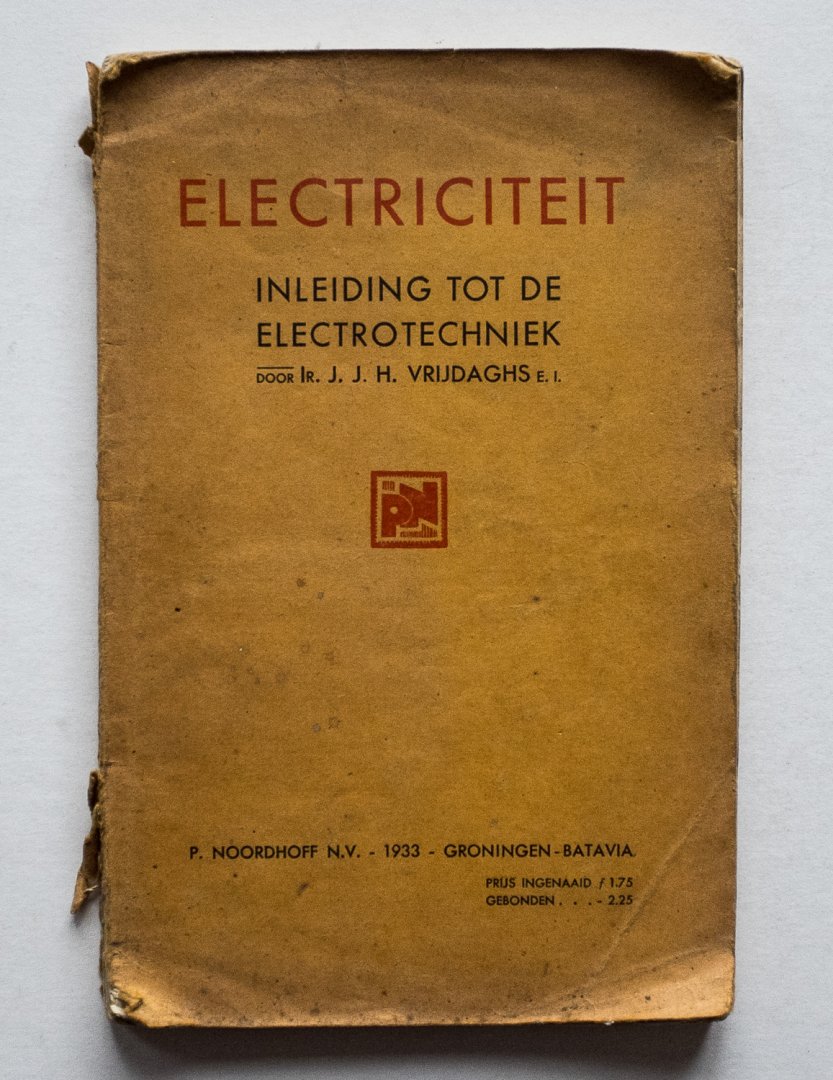 ELECTRICITEIT
INLEIDING TOT DE
ELECTROTECHNIEK
DOOR IR. J. J. H. VRIJDAGHS E. I.
PN
P. NOORDHOFF N.V. - 1933 - GRONINGEN-BATAVIA
PRIJS INGENAAID ƒ 1.75
GEBONDEN . . . - 2.25